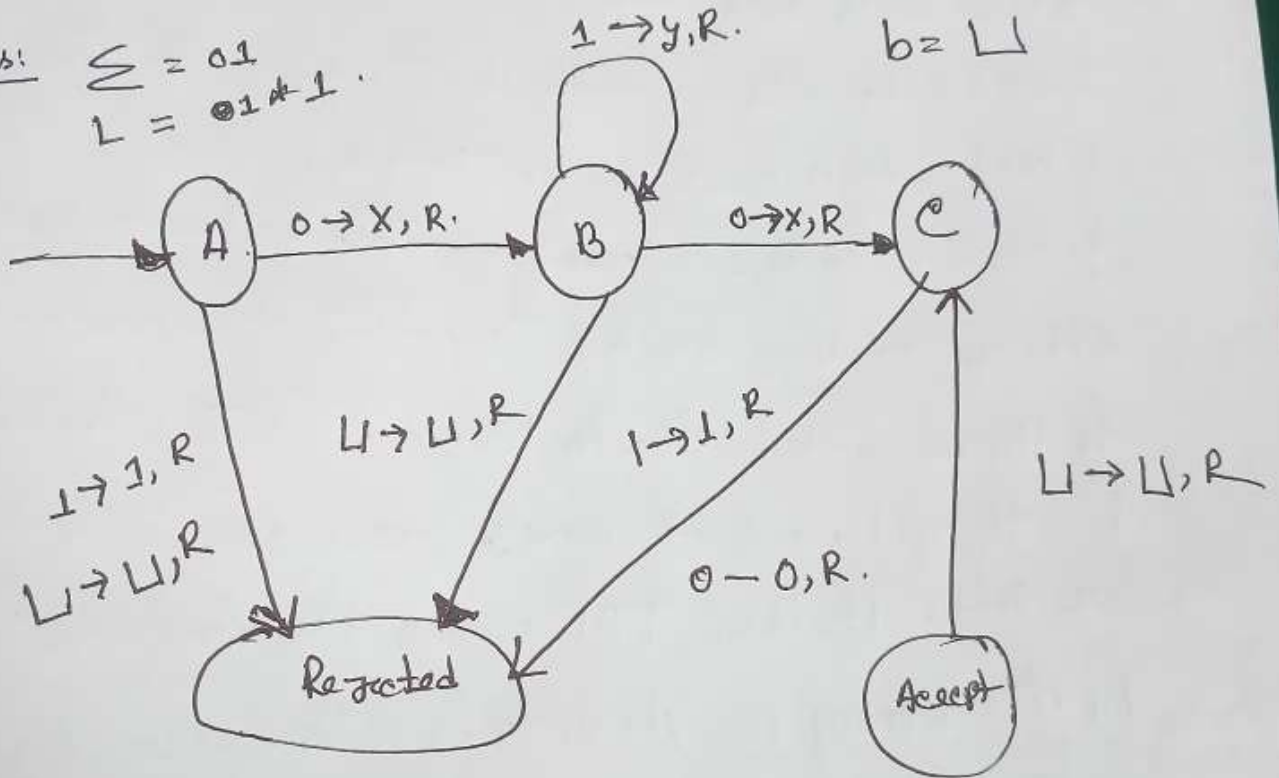 s: Σ = 01
L = 01*1.
b = ⊔
1 → y, R.
A
0 → X, R.
B
0 → X, R
C
1 → 1, R
⊔ → ⊔, R
⊔ → ⊔, R
1 → 1, R
0 — 0, R.
⊔ → ⊔, R
Rejected
Accept